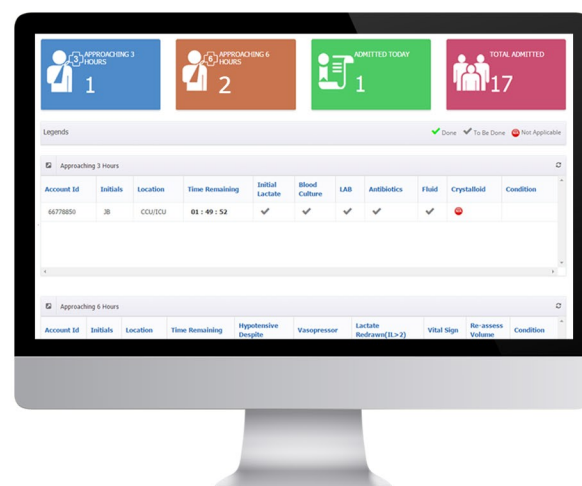 3
APPROACHING 3
HOURS
1
6
APPROACHING 6
HOURS
2
ADMITTED TODAY
1
TOTAL ADMITTED
17
Legends
Done To Be Done Not Applicable
Approaching 3 Hours
Account Id Initials Location Time Remaining Initial Lactate Blood Culture LAB Antibiotics Fluid Crystalloid Condition
66778850 JB CCU/ICU 01 : 49 : 52
Approaching 6 Hours
Account Id Initials Location Time Remaining Hypotensive Despite Vasopressor Lactate Redrawn(IL>2) Vital Sign Re-assess Volume Condition